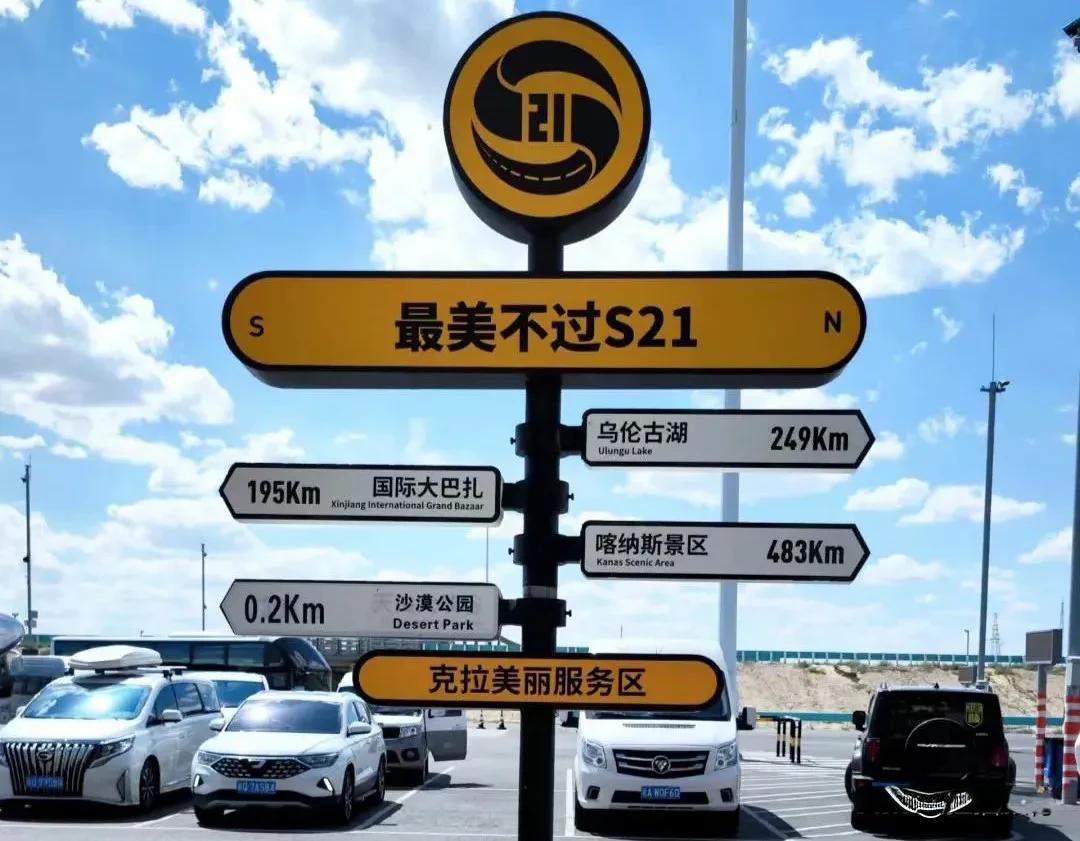 21
S 最美不过S21 N
乌伦古湖 249Km
Ulungu Lake
195Km 国际大巴扎
Xinjiang International Grand Bazaar
喀纳斯景区 483Km
Kanas Scenic Area
0.2Km 沙漠公园
Desert Park
克拉美丽服务区